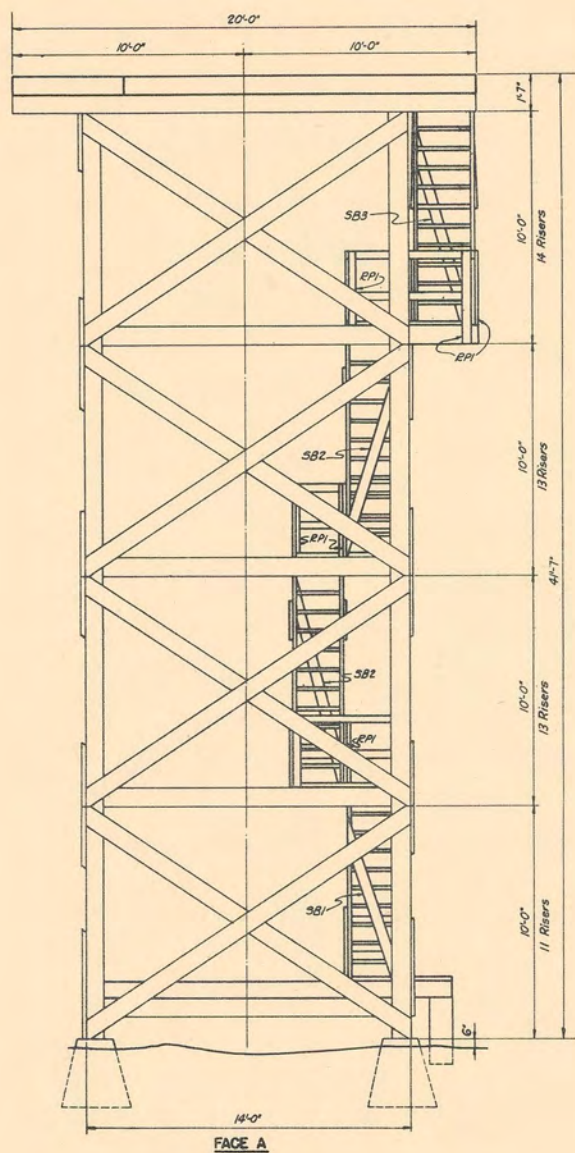 20'-0"
10'-0" 10'-0"
1'-7"
SB3
10'-0"
14 Risers
RP1
RP1
SB2
10'-0"
13 Risers
41'-7"
RP1
SB2
10'-0"
13 Risers
RP1
SB1
10'-0"
11 Risers
6"
14'-0"
FACE A